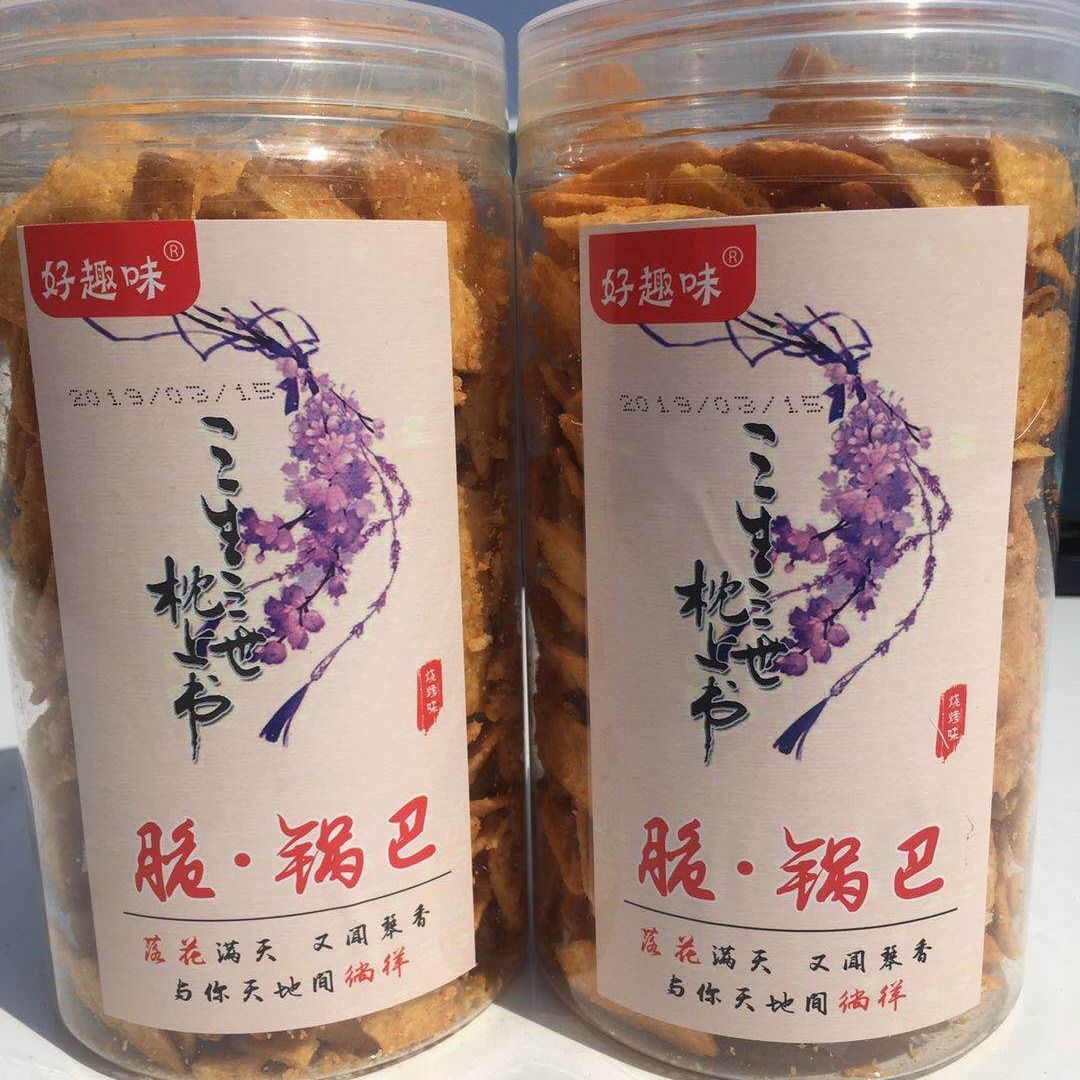 好趣味®
2019/03/15
三生三世
枕上书
烧烤味
脆·锅巴
落花满天 又闻琴香
与你天地间徜徉
好趣味®
2019/03/15
三生三世
枕上书
烧烤味
脆·锅巴
落花满天 又闻琴香
与你天地间徜徉